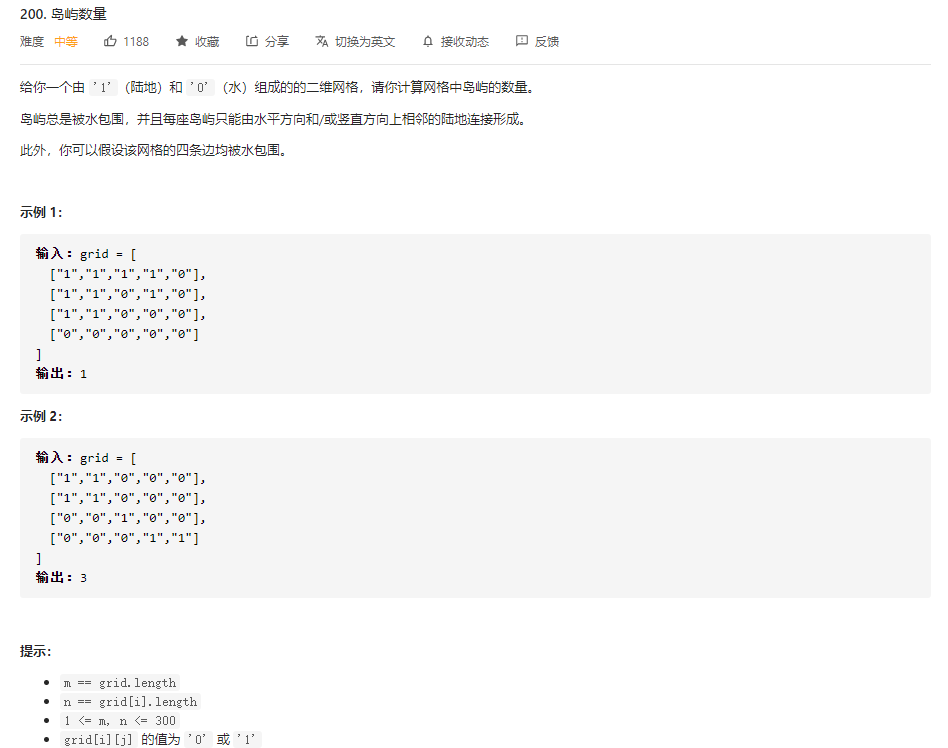 200. 岛屿数量
难度 中等 1188 收藏 分享 切换为英文 接收动态 反馈
给你一个由 '1'（陆地）和 '0'（水）组成的的二维网格，请你计算网格中岛屿的数量。
岛屿总是被水包围，并且每座岛屿只能由水平方向和/或竖直方向上相邻的陆地连接形成。
此外，你可以假设该网格的四条边均被水包围。
示例 1：
输入：grid = [
["1","1","1","1","0"],
["1","1","0","1","0"],
["1","1","0","0","0"],
["0","0","0","0","0"]
]
输出：1
示例 2：
输入：grid = [
["1","1","0","0","0"],
["1","1","0","0","0"],
["0","0","1","0","0"],
["0","0","0","1","1"]
]
输出：3
提示：
m == grid.length
n == grid[i].length
1 <= m, n <= 300
grid[i][j] 的值为 '0' 或 '1'